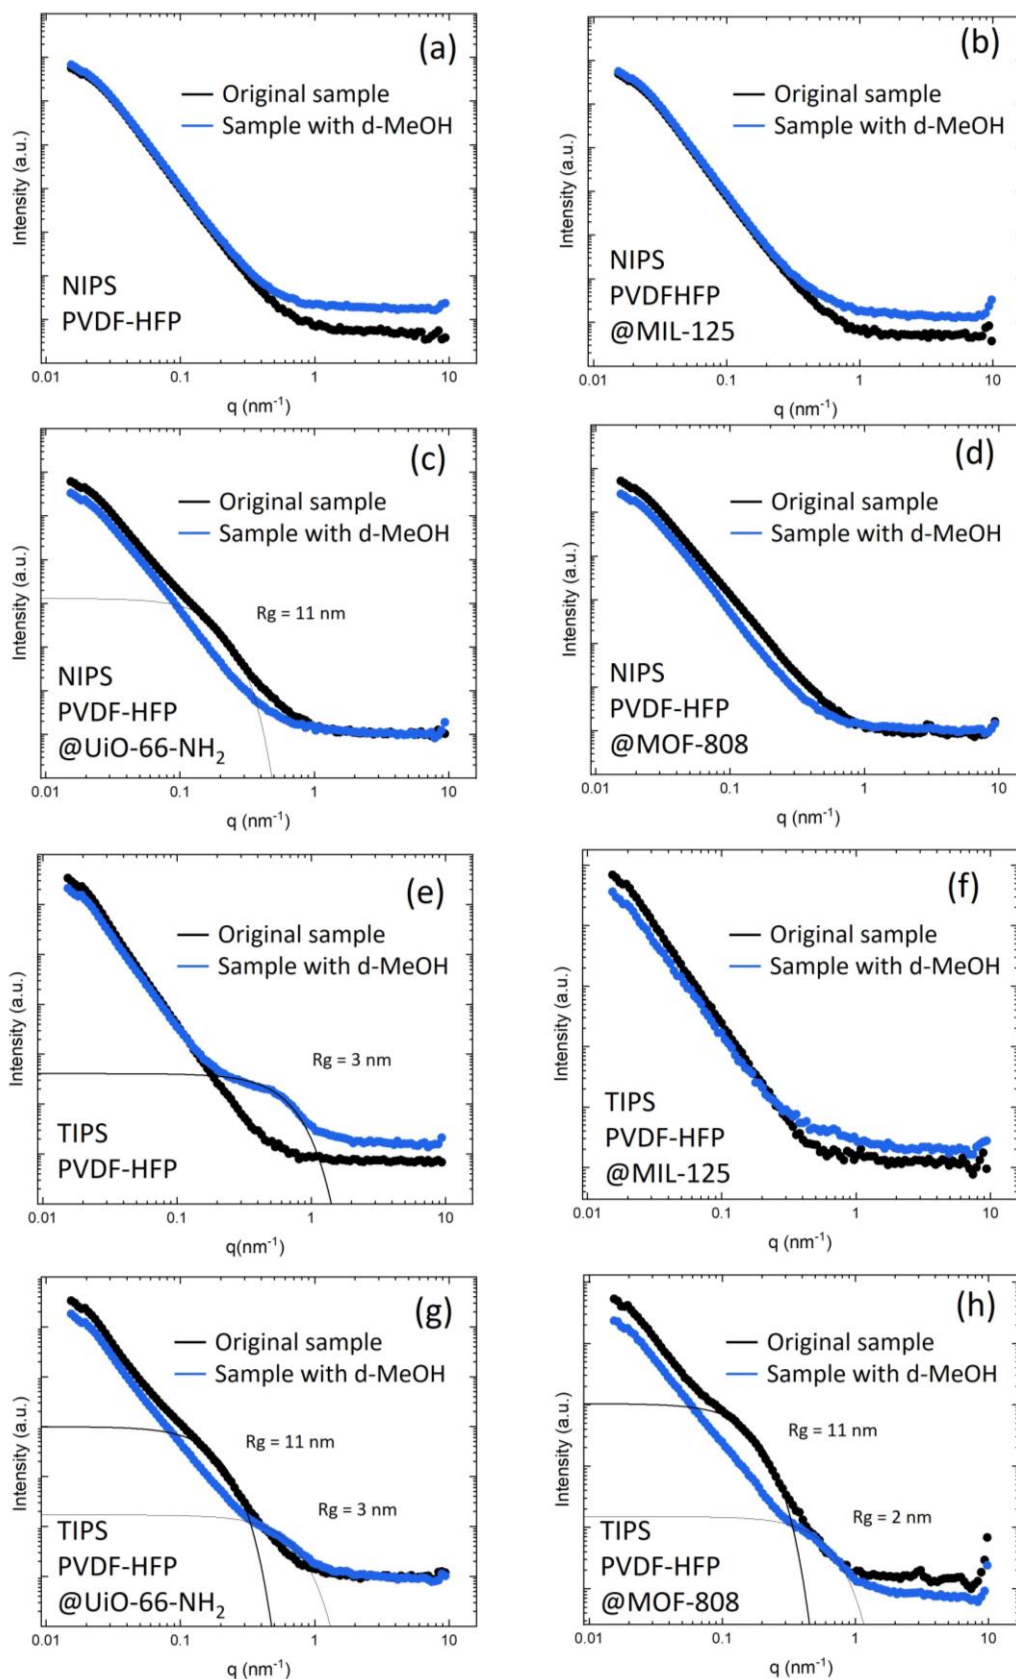 (a)
Original sample
Sample with d-MeOH
Intensity (a.u.)
NIPS
PVDF-HFP
0.01 0.1 1 10
q (nm⁻¹)
(b)
Original sample
Sample with d-MeOH
Intensity (a.u.)
NIPS
PVDFHFP
@MIL-125
0.01 0.1 1 10
q (nm⁻¹)
(c)
Original sample
Sample with d-MeOH
Intensity (a.u.)
Rg = 11 nm
NIPS
PVDF-HFP
@UiO-66-NH₂
0.01 0.1 1 10
q (nm⁻¹)
(d)
Original sample
Sample with d-MeOH
Intensity (a.u.)
NIPS
PVDF-HFP
@MOF-808
0.01 0.1 1 10
q (nm⁻¹)
(e)
Original sample
Sample with d-MeOH
Intensity (a.u.)
Rg = 3 nm
TIPS
PVDF-HFP
0.01 0.1 1 10
q(nm⁻¹)
(f)
Original sample
Sample with d-MeOH
Intensity (a.u.)
TIPS
PVDF-HFP
@MIL-125
0.01 0.1 1 10
q (nm⁻¹)
(g)
Original sample
Sample with d-MeOH
Intensity (a.u.)
Rg = 11 nm
Rg = 3 nm
TIPS
PVDF-HFP
@UiO-66-NH₂
0.01 0.1 1 10
q (nm⁻¹)
(h)
Original sample
Sample with d-MeOH
Intensity (a.u.)
Rg = 11 nm
Rg = 2 nm
TIPS
PVDF-HFP
@MOF-808
0.01 0.1 1 10
q (nm⁻¹)